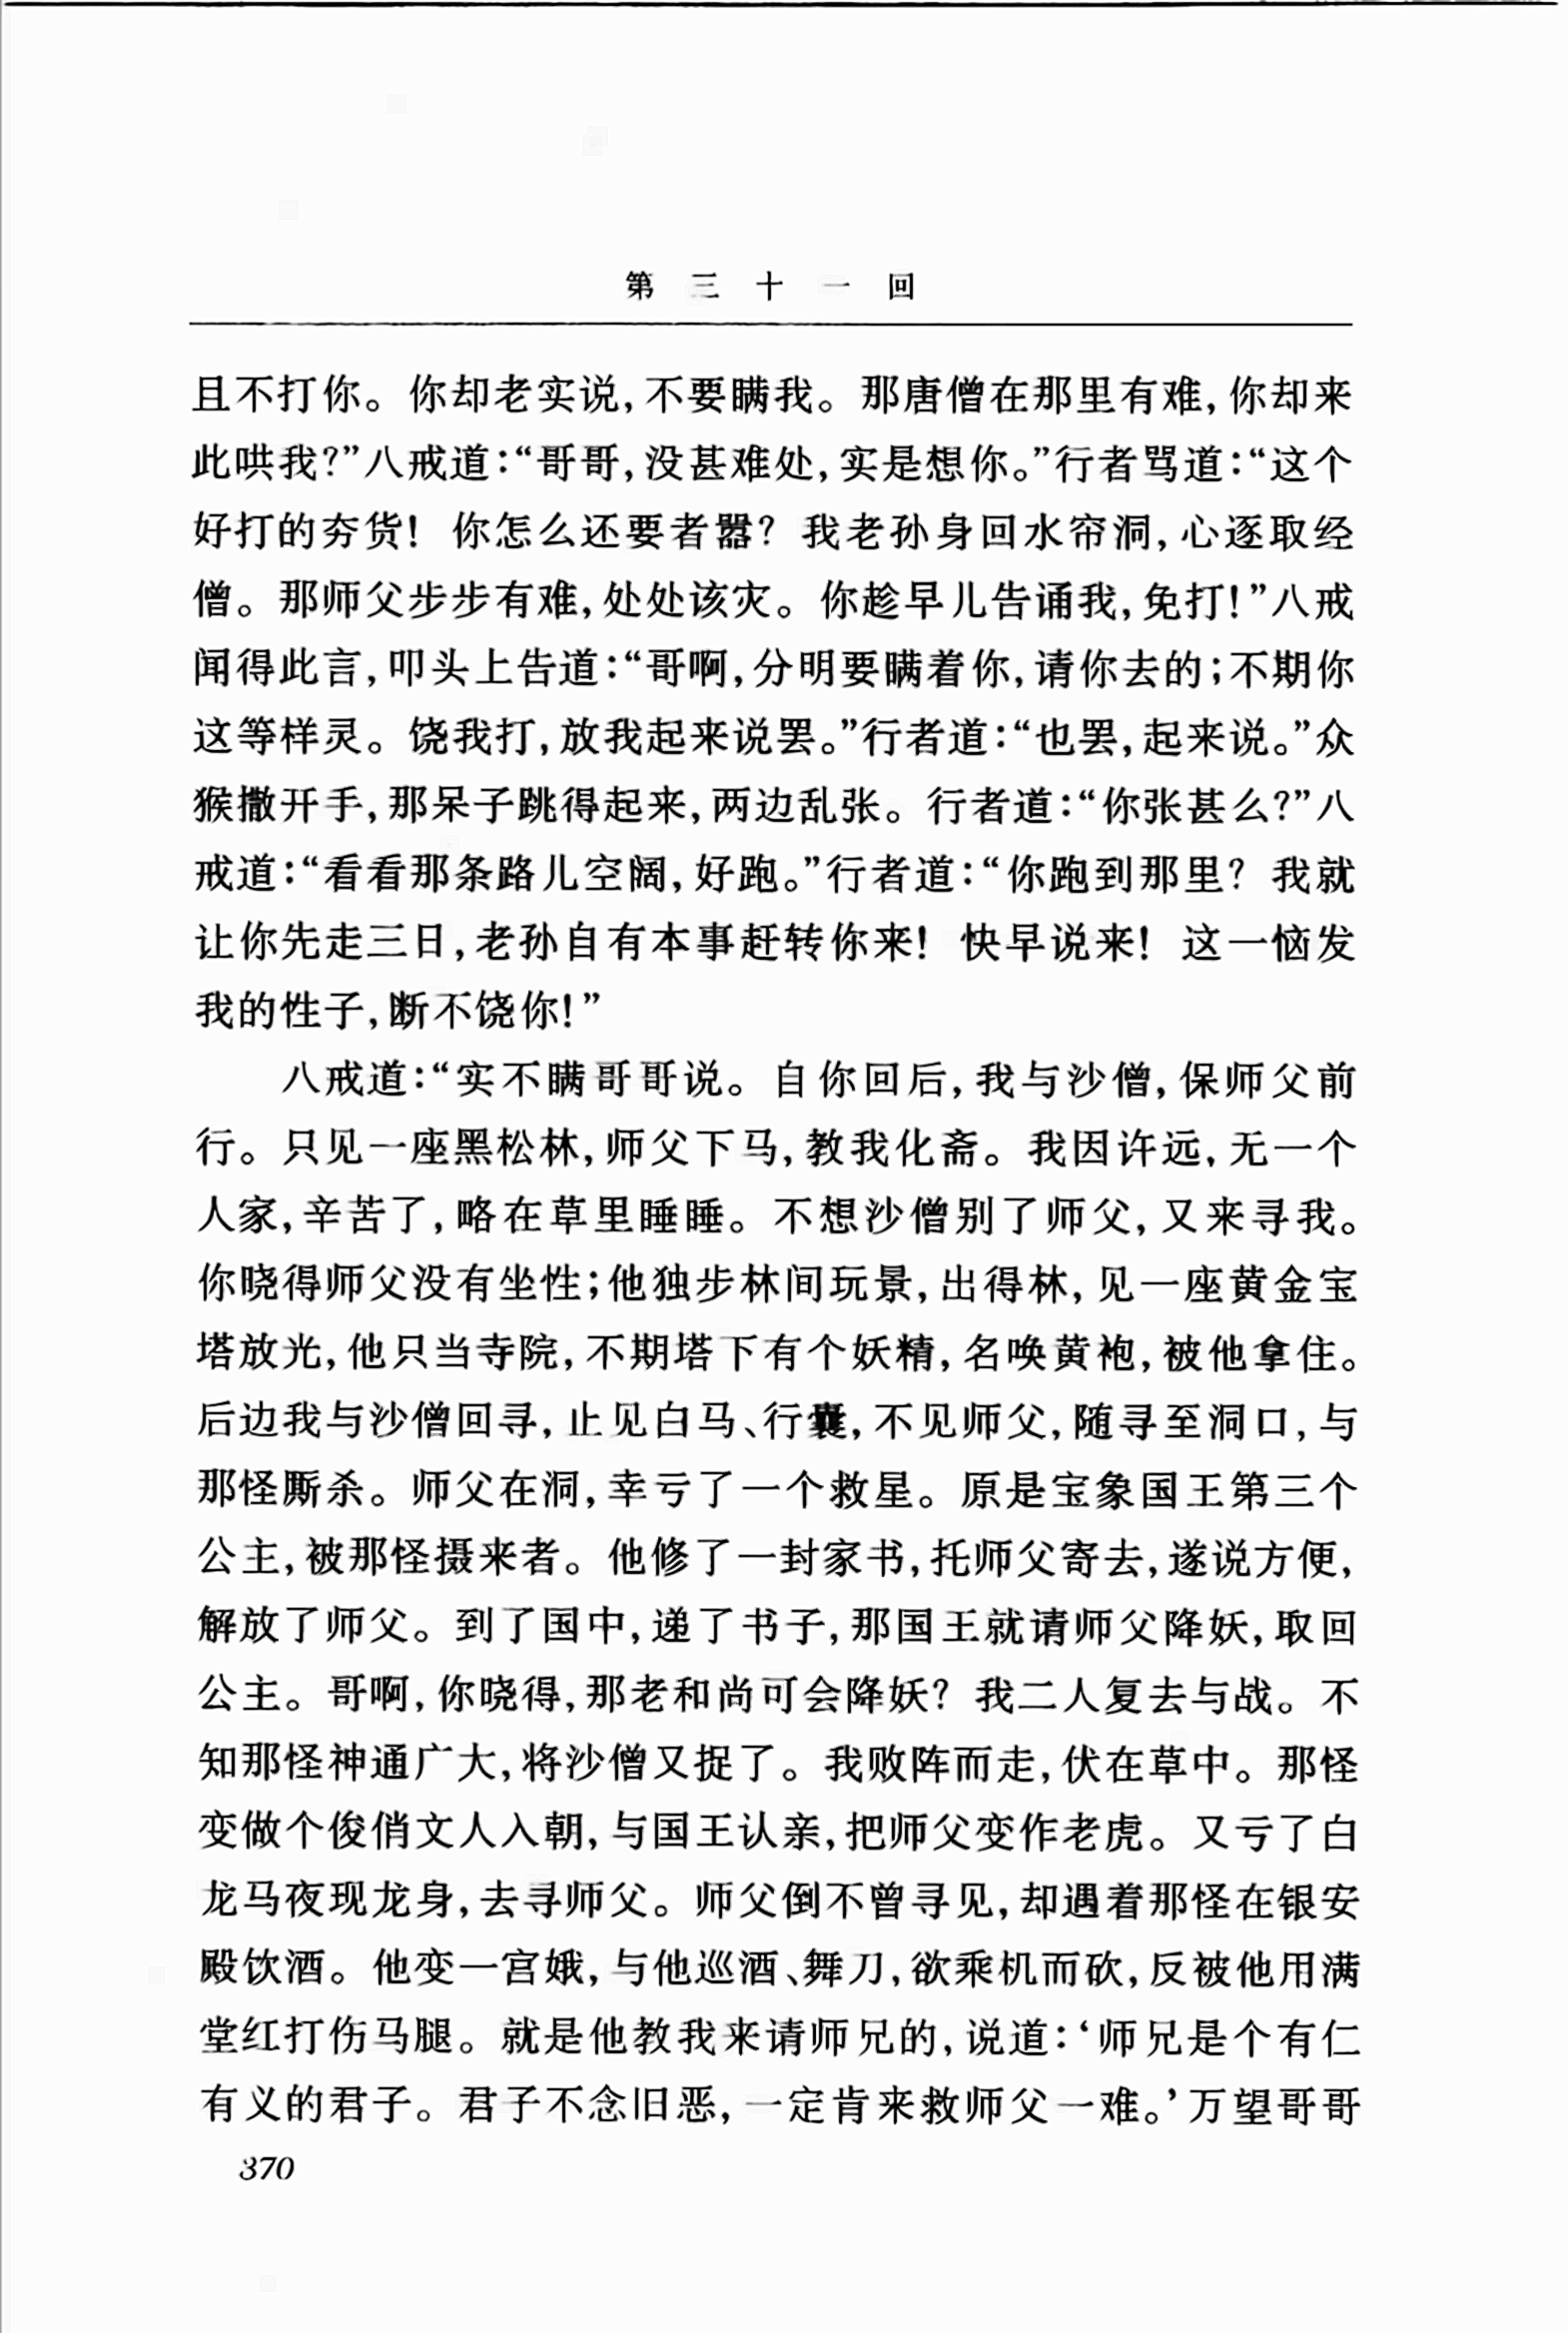 第三十一回
且不打你。你却老实说,不要瞒我。那唐僧在那里有难,你却来
此哄我?”八戒道:“哥哥,没甚难处,实是想你。”行者骂道:“这个
好打的夯货! 你怎么还要者嚣? 我老孙身回水帘洞,心逐取经
僧。那师父步步有难,处处该灾。你趁早儿告诵我,免打!”八戒
闻得此言,叩头上告道:“哥啊,分明要瞒着你,请你去的;不期你
这等样灵。饶我打,放我起来说罢。”行者道:“也罢,起来说。”众
猴撒开手,那呆子跳得起来,两边乱张。行者道:“你张甚么?”八
戒道:“看看那条路儿空阔,好跑。”行者道:“你跑到那里? 我就
让你先走三日,老孙自有本事赶转你来! 快早说来! 这一恼发
我的性子,断不饶你!”
八戒道:“实不瞒哥哥说。自你回后,我与沙僧,保师父前
行。只见一座黑松林,师父下马,教我化斋。我因许远,无一个
人家,辛苦了,略在草里睡睡。不想沙僧别了师父,又来寻我。
你晓得师父没有坐性;他独步林间玩景,出得林,见一座黄金宝
塔放光,他只当寺院,不期塔下有个妖精,名唤黄袍,被他拿住。
后边我与沙僧回寻,止见白马、行囊,不见师父,随寻至洞口,与
那怪厮杀。师父在洞,幸亏了一个救星。原是宝象国王第三个
公主,被那怪摄来者。他修了一封家书,托师父寄去,遂说方便,
解放了师父。到了国中,递了书子,那国王就请师父降妖,取回
公主。哥啊,你晓得,那老和尚可会降妖? 我二人复去与战。不
知那怪神通广大,将沙僧又捉了。我败阵而走,伏在草中。那怪
变做个俊俏文人入朝,与国王认亲,把师父变作老虎。又亏了白
龙马夜现龙身,去寻师父。师父倒不曾寻见,却遇着那怪在银安
殿饮酒。他变一宫娥,与他巡酒、舞刀,欲乘机而砍,反被他用满
堂红打伤马腿。就是他教我来请师兄的,说道:‘师兄是个有仁
有义的君子。君子不念旧恶,一定肯来救师父一难。’万望哥哥
370